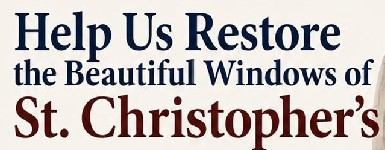 Help Us Restore
the Beautiful Windows of
St. Christopher's